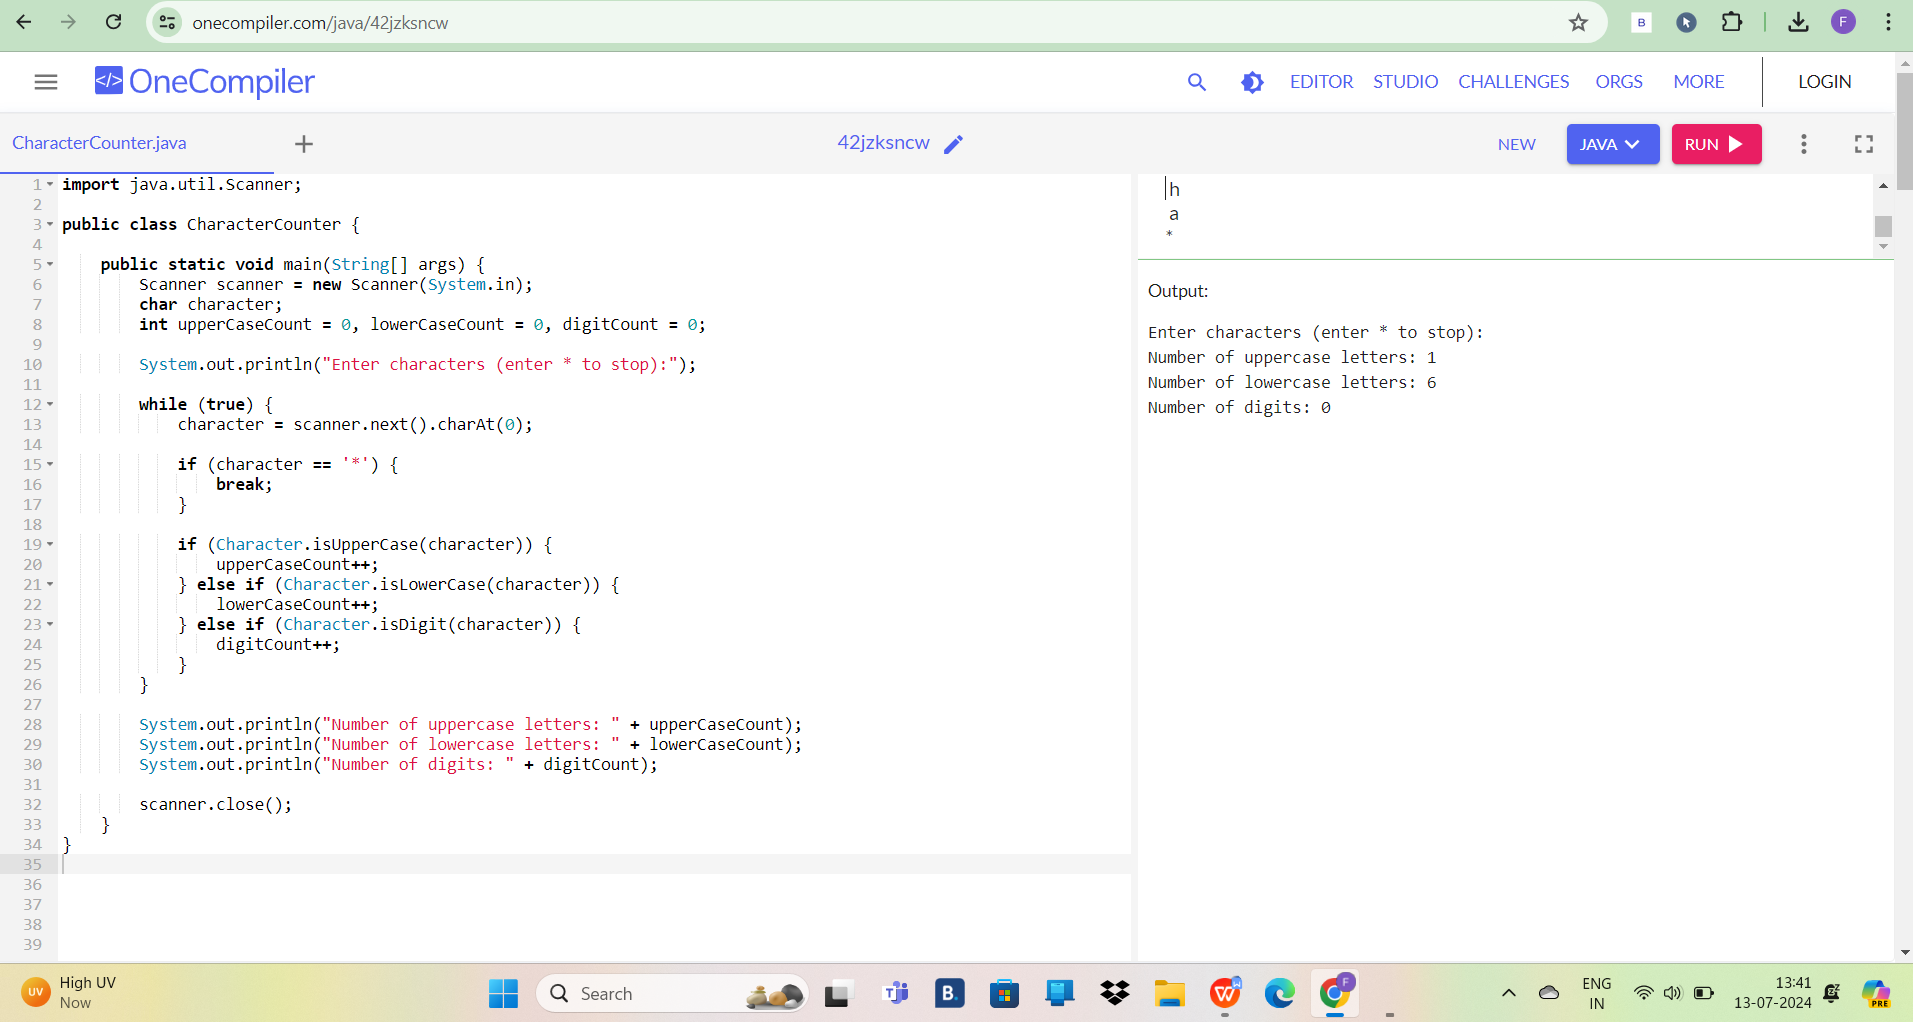 onecompiler.com/java/42jzksncw
B
F
</> OneCompiler
EDITOR STUDIO CHALLENGES ORGS MORE LOGIN
CharacterCounter.java
42jzksncw
NEW JAVA RUN
1 import java.util.Scanner;
2
3 public class CharacterCounter {
4
5 public static void main(String[] args) {
6 Scanner scanner = new Scanner(System.in);
7 char character;
8 int upperCaseCount = 0, lowerCaseCount = 0, digitCount = 0;
9
10 System.out.println("Enter characters (enter * to stop):");
11
12 while (true) {
13 character = scanner.next().charAt(0);
14
15 if (character == '*') {
16 break;
17 }
18
19 if (Character.isUpperCase(character)) {
20 upperCaseCount++;
21 } else if (Character.isLowerCase(character)) {
22 lowerCaseCount++;
23 } else if (Character.isDigit(character)) {
24 digitCount++;
25 }
26 }
27
28 System.out.println("Number of uppercase letters: " + upperCaseCount);
29 System.out.println("Number of lowercase letters: " + lowerCaseCount);
30 System.out.println("Number of digits: " + digitCount);
31
32 scanner.close();
33 }
34 }
35
36
37
38
39
h
a
*
Output:
Enter characters (enter * to stop):
Number of uppercase letters: 1
Number of lowercase letters: 6
Number of digits: 0
UV
High UV
Now
Search
T
B.
W
W
F
ENG
IN
13:41
13-07-2024
PRE